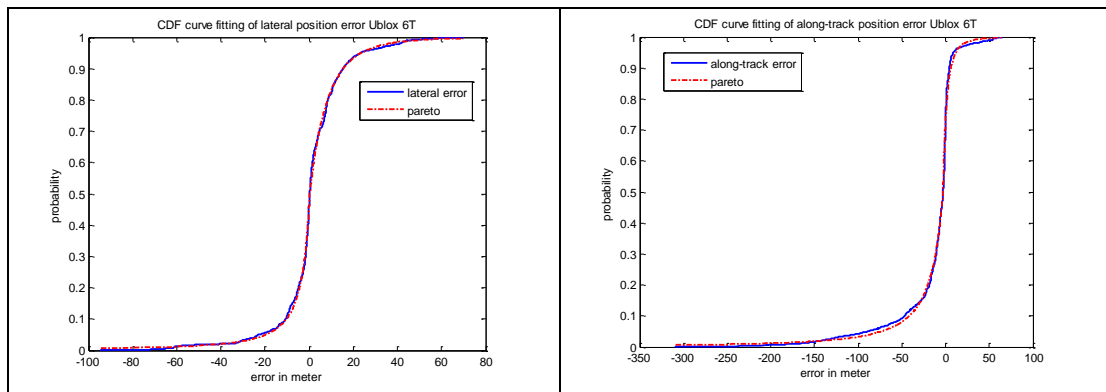 CDF curve fitting of lateral position error Ublox 6T
1
0.9
0.8
0.7
0.6
0.5
0.4
0.3
0.2
0.1
0
probability
lateral error
pareto
-100 -80 -60 -40 -20 0 20 40 60 80
error in meter
CDF curve fitting of along-track position error Ublox 6T
1
0.9
0.8
0.7
0.6
0.5
0.4
0.3
0.2
0.1
0
probability
along-track error
pareto
-350 -300 -250 -200 -150 -100 -50 0 50 100
error in meter